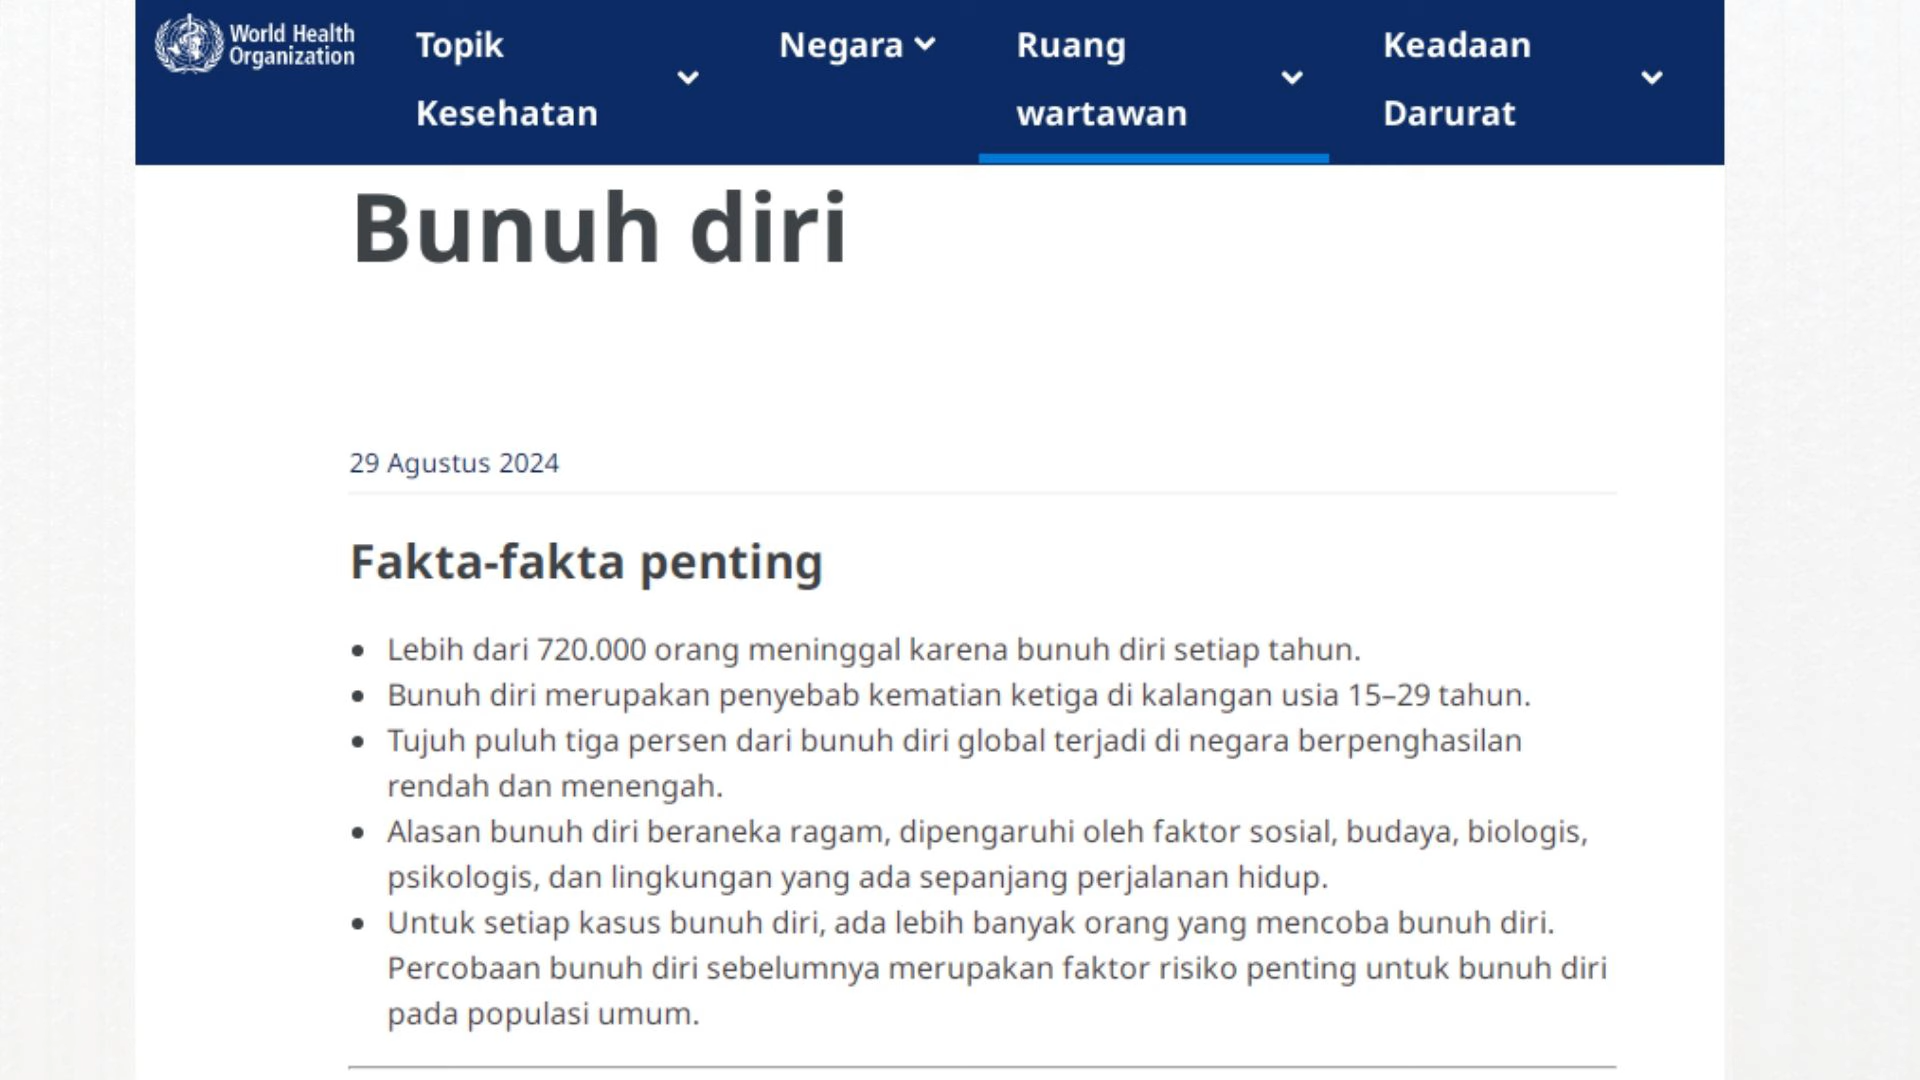 World Health
Organization
Topik
Kesehatan
Negara
Ruang
wartawan
Keadaan
Darurat
Bunuh diri
29 Agustus 2024
Fakta-fakta penting
Lebih dari 720.000 orang meninggal karena bunuh diri setiap tahun.
Bunuh diri merupakan penyebab kematian ketiga di kalangan usia 15–29 tahun.
Tujuh puluh tiga persen dari bunuh diri global terjadi di negara berpenghasilan
rendah dan menengah.
Alasan bunuh diri beraneka ragam, dipengaruhi oleh faktor sosial, budaya, biologis,
psikologis, dan lingkungan yang ada sepanjang perjalanan hidup.
Untuk setiap kasus bunuh diri, ada lebih banyak orang yang mencoba bunuh diri.
Percobaan bunuh diri sebelumnya merupakan faktor risiko penting untuk bunuh diri
pada populasi umum.